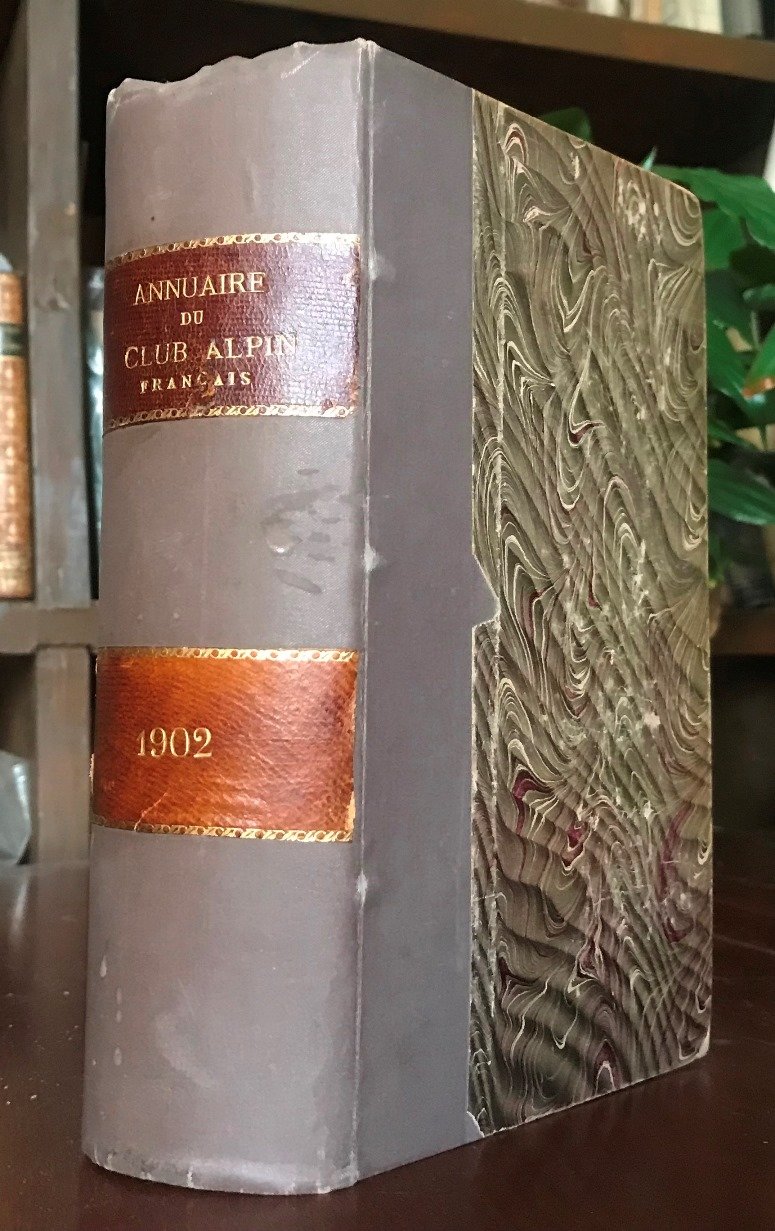 ANNUAIRE
DU
CLUB ALPIN
FRANÇAIS
1902